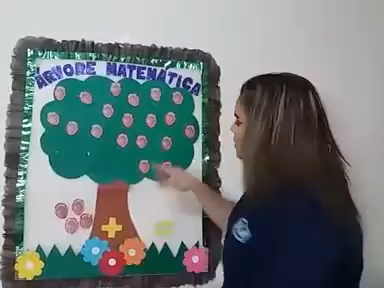 ÁRVORE MATEMÁTICA
+
=